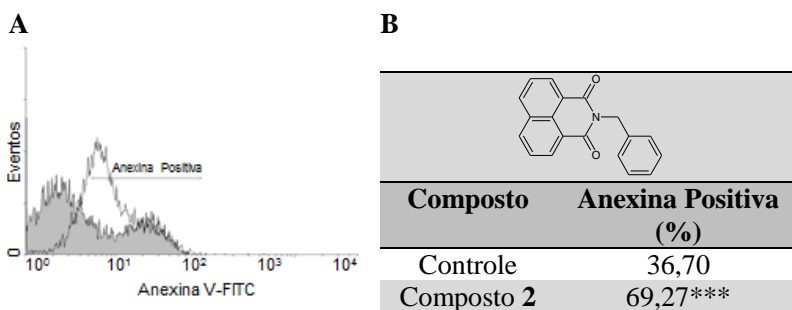 A
Eventos
0
Anexina Positiva
10⁰ 10¹ 10² 10³ 10⁴
Anexina V-FITC
B
O
N
O
Composto Anexina Positiva
(%)
Controle 36,70
Composto 2 69,27***